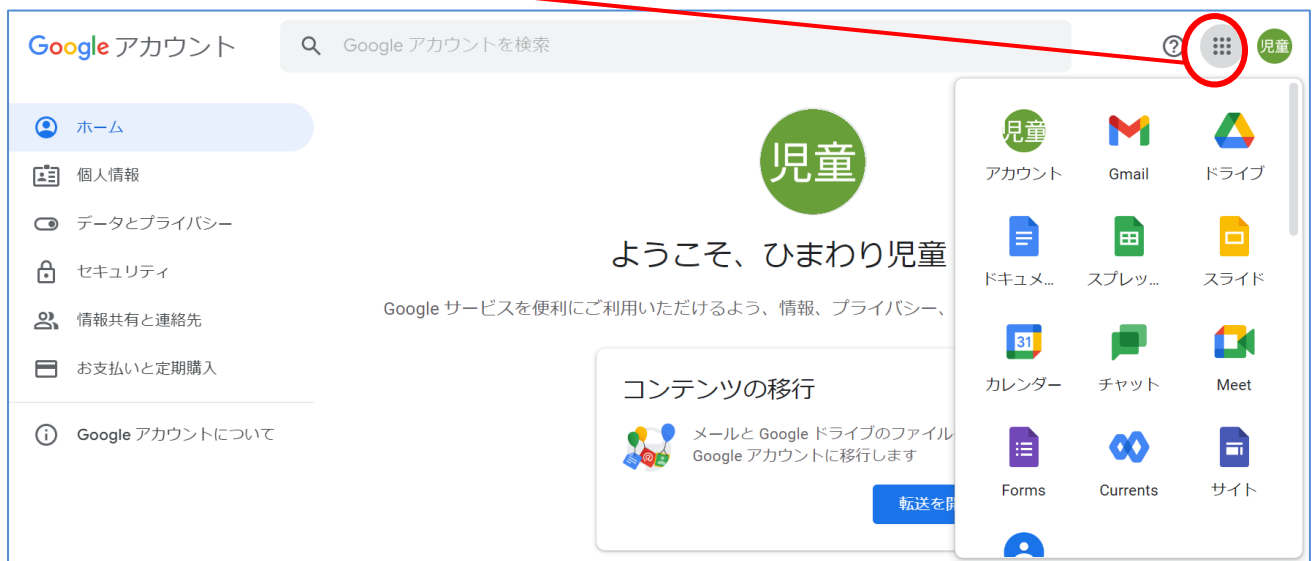 Google アカウント
Google アカウントを検索
児童
ホーム
個人情報
データとプライバシー
セキュリティ
情報共有と連絡先
お支払いと定期購入
Google アカウントについて
児童
ようこそ、ひまわり児童
Google サービスを便利にご利用いただけるよう、情報、プライバシー、
コンテンツの移行
メールと Google ドライブのファイル
Google アカウントに移行します
転送を開
児童
アカウント
Gmail
ドライブ
ドキュメ...
スプレッ...
スライド
31
カレンダー
チャット
Meet
Forms
Currents
サイト